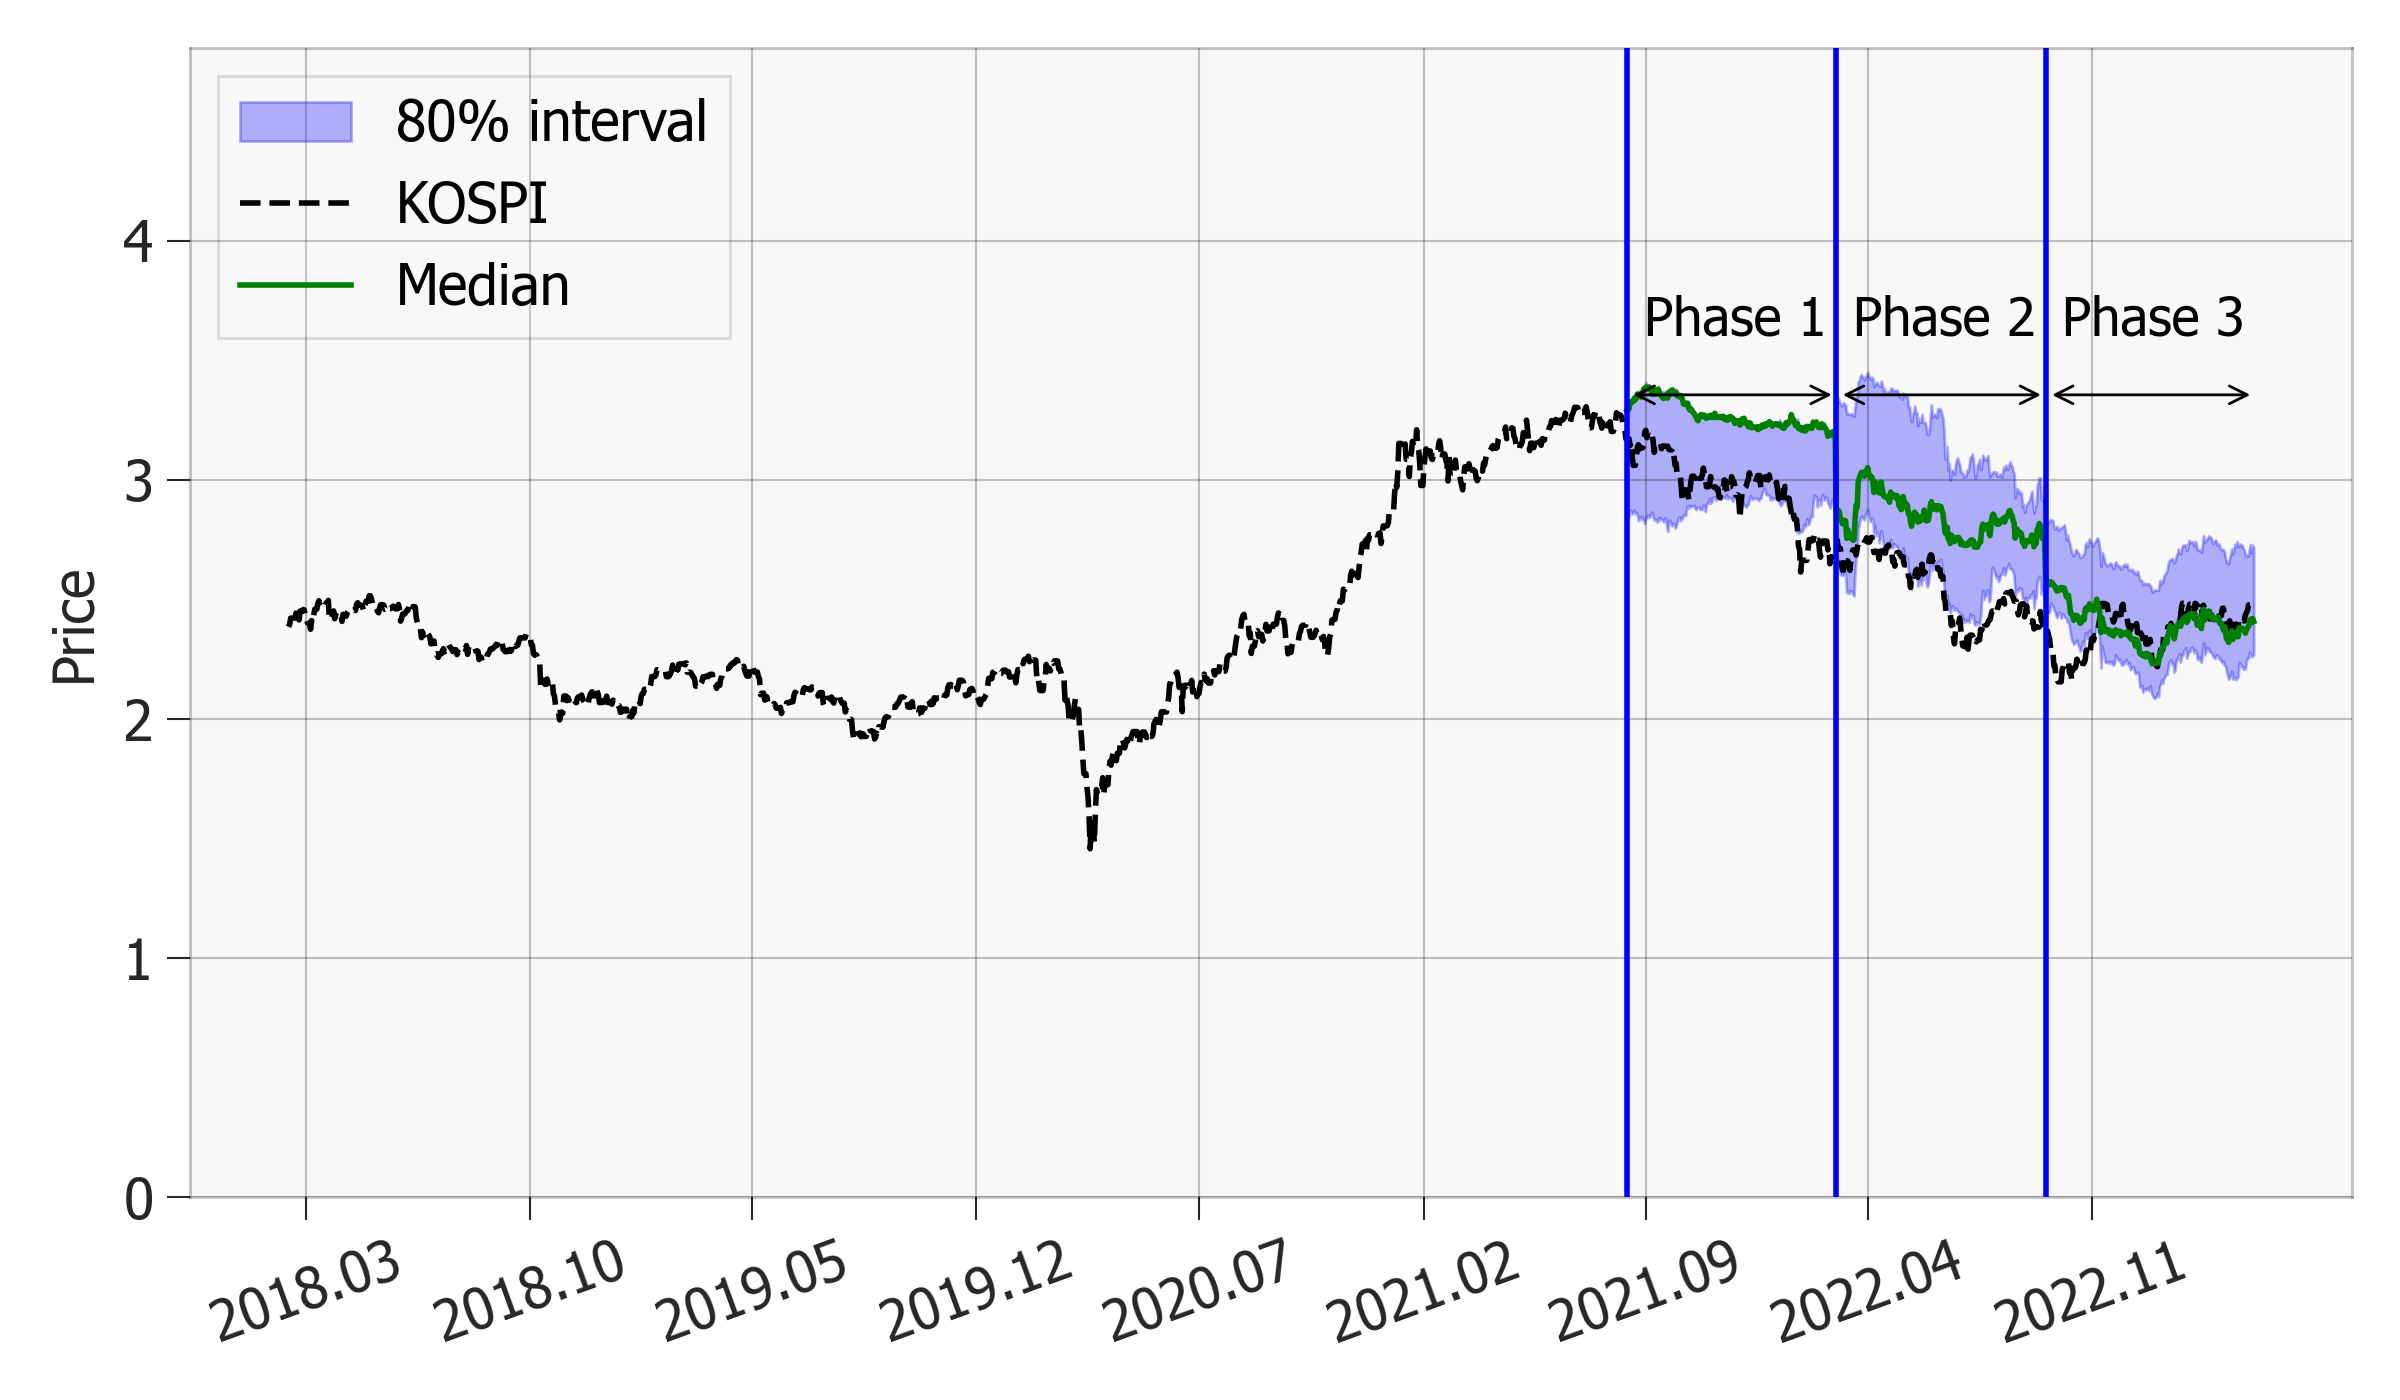 80% interval
KOSPI
Median
Phase 1
Phase 2
Phase 3
Price
4
3
2
1
0
2018.03
2018.10
2019.05
2019.12
2020.07
2021.02
2021.09
2022.04
2022.11